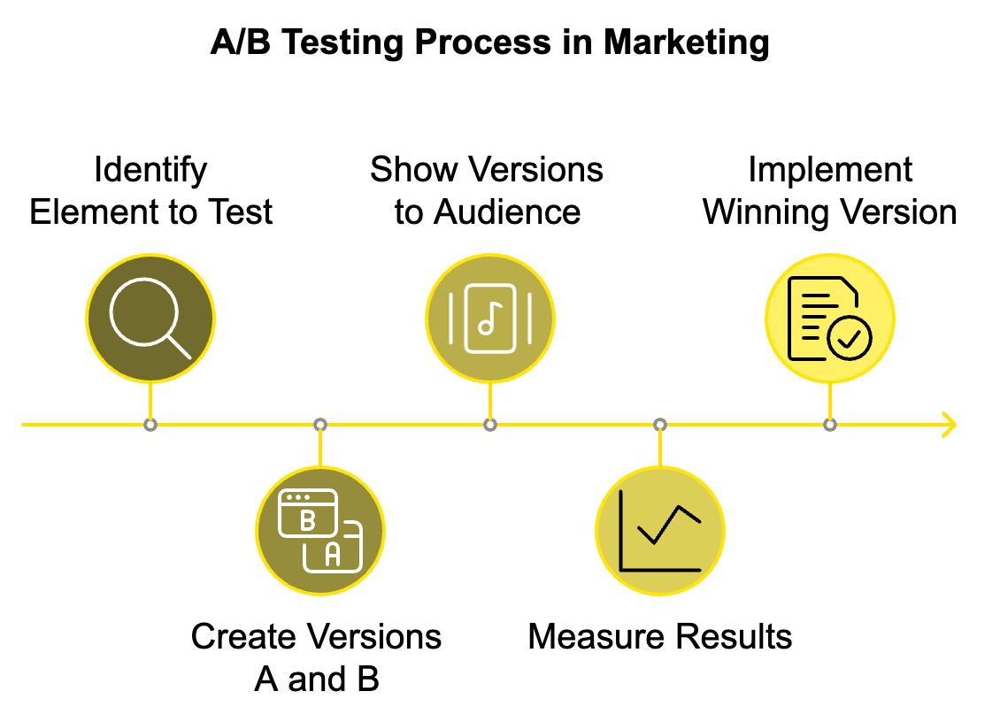 A/B Testing Process in Marketing
Identify
Element to Test
Show Versions
to Audience
Implement
Winning Version
B
A
Create Versions
A and B
Measure Results